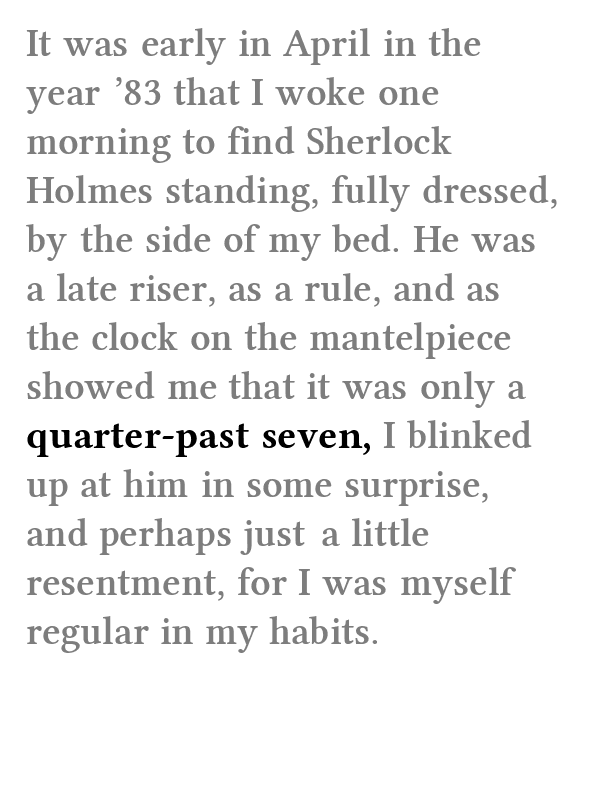 It was early in April in the
year ’83 that I woke one
morning to find Sherlock
Holmes standing, fully dressed,
by the side of my bed. He was
a late riser, as a rule, and as
the clock on the mantelpiece
showed me that it was only a
quarter-past seven, I blinked
up at him in some surprise,
and perhaps just a little
resentment, for I was myself
regular in my habits.